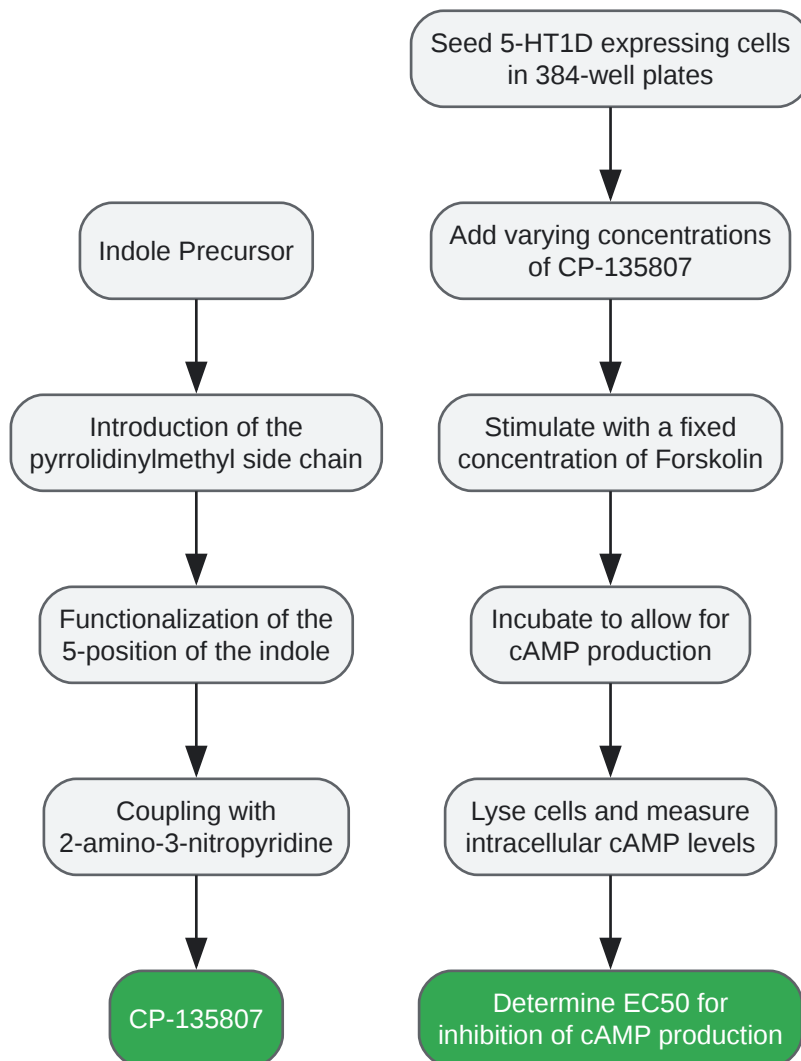 Indole Precursor
Introduction of the
pyrrolidinylmethyl side chain
Functionalization of the
5-position of the indole
Coupling with
2-amino-3-nitropyridine
CP-135807
Seed 5-HT1D expressing cells
in 384-well plates
Add varying concentrations
of CP-135807
Stimulate with a fixed
concentration of Forskolin
Incubate to allow for
cAMP production
Lyse cells and measure
intracellular cAMP levels
Determine EC50 for
inhibition of cAMP production